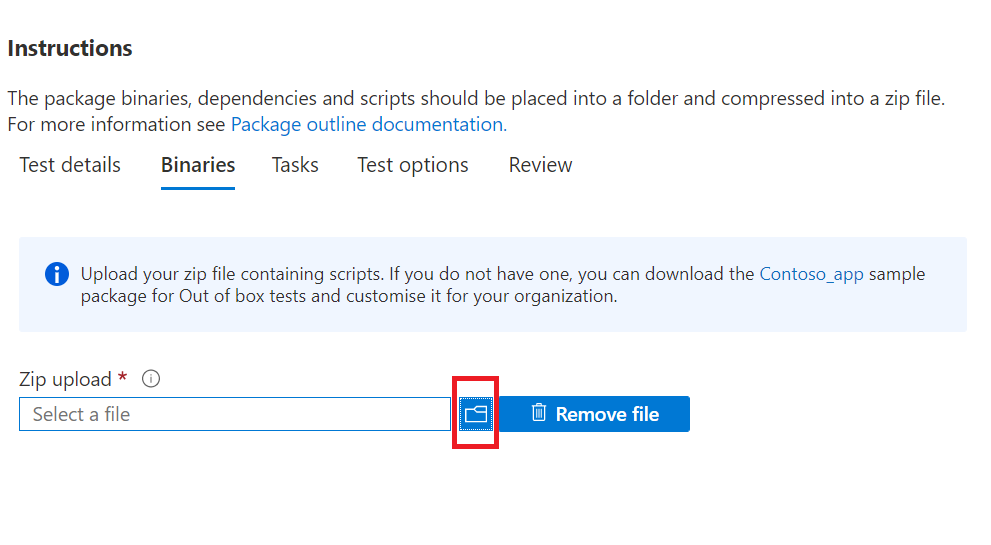 Instructions
The package binaries, dependencies and scripts should be placed into a folder and compressed into a zip file.
For more information see Package outline documentation.
Test details Binaries Tasks Test options Review
Upload your zip file containing scripts. If you do not have one, you can download the Contoso_app sample
package for Out of box tests and customise it for your organization.
Zip upload *
Select a file Remove file